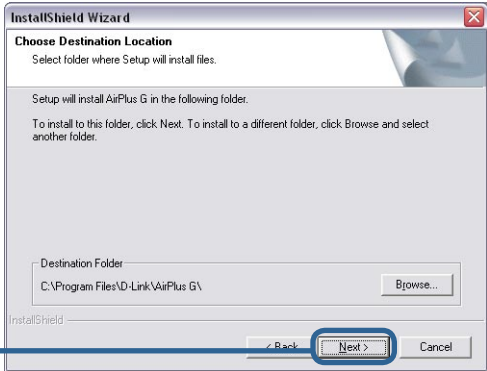 InstallShield Wizard
Choose Destination Location
Select folder where Setup will install files.
Setup will install AirPlus G in the following folder.
To install to this folder, click Next. To install to a different folder, click Browse and select
another folder.
Destination Folder
C:\Program Files\D-Link\AirPlus G\
Browse...
InstallShield
< Back
Next >
Cancel